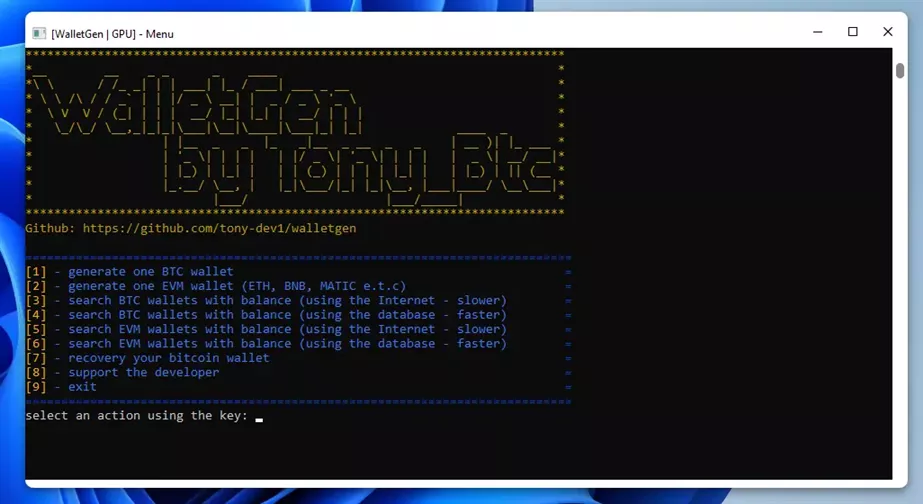 [WalletGen | GPU] - Menu
WalletGen
by Tony_Btc
Github: https://github.com/tony-dev1/walletgen
[1] - generate one BTC wallet
[2] - generate one EVM wallet (ETH, BNB, MATIC e.t.c)
[3] - search BTC wallets with balance (using the Internet - slower)
[4] - search BTC wallets with balance (using the database - faster)
[5] - search EVM wallets with balance (using the Internet - slower)
[6] - search EVM wallets with balance (using the database - faster)
[7] - recovery your bitcoin wallet
[8] - support the developer
[9] - exit
select an action using the key: